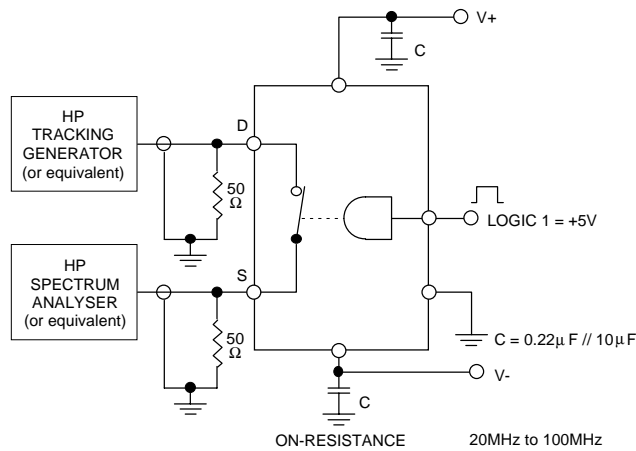 V+
C
HP
TRACKING
GENERATOR
(or equivalent)
D
50
Ω
LOGIC 1 = +5V
HP
SPECTRUM
ANALYSER
(or equivalent)
S
50
Ω
C = 0.22µF // 10µF
V-
C
ON-RESISTANCE 20MHz to 100MHz